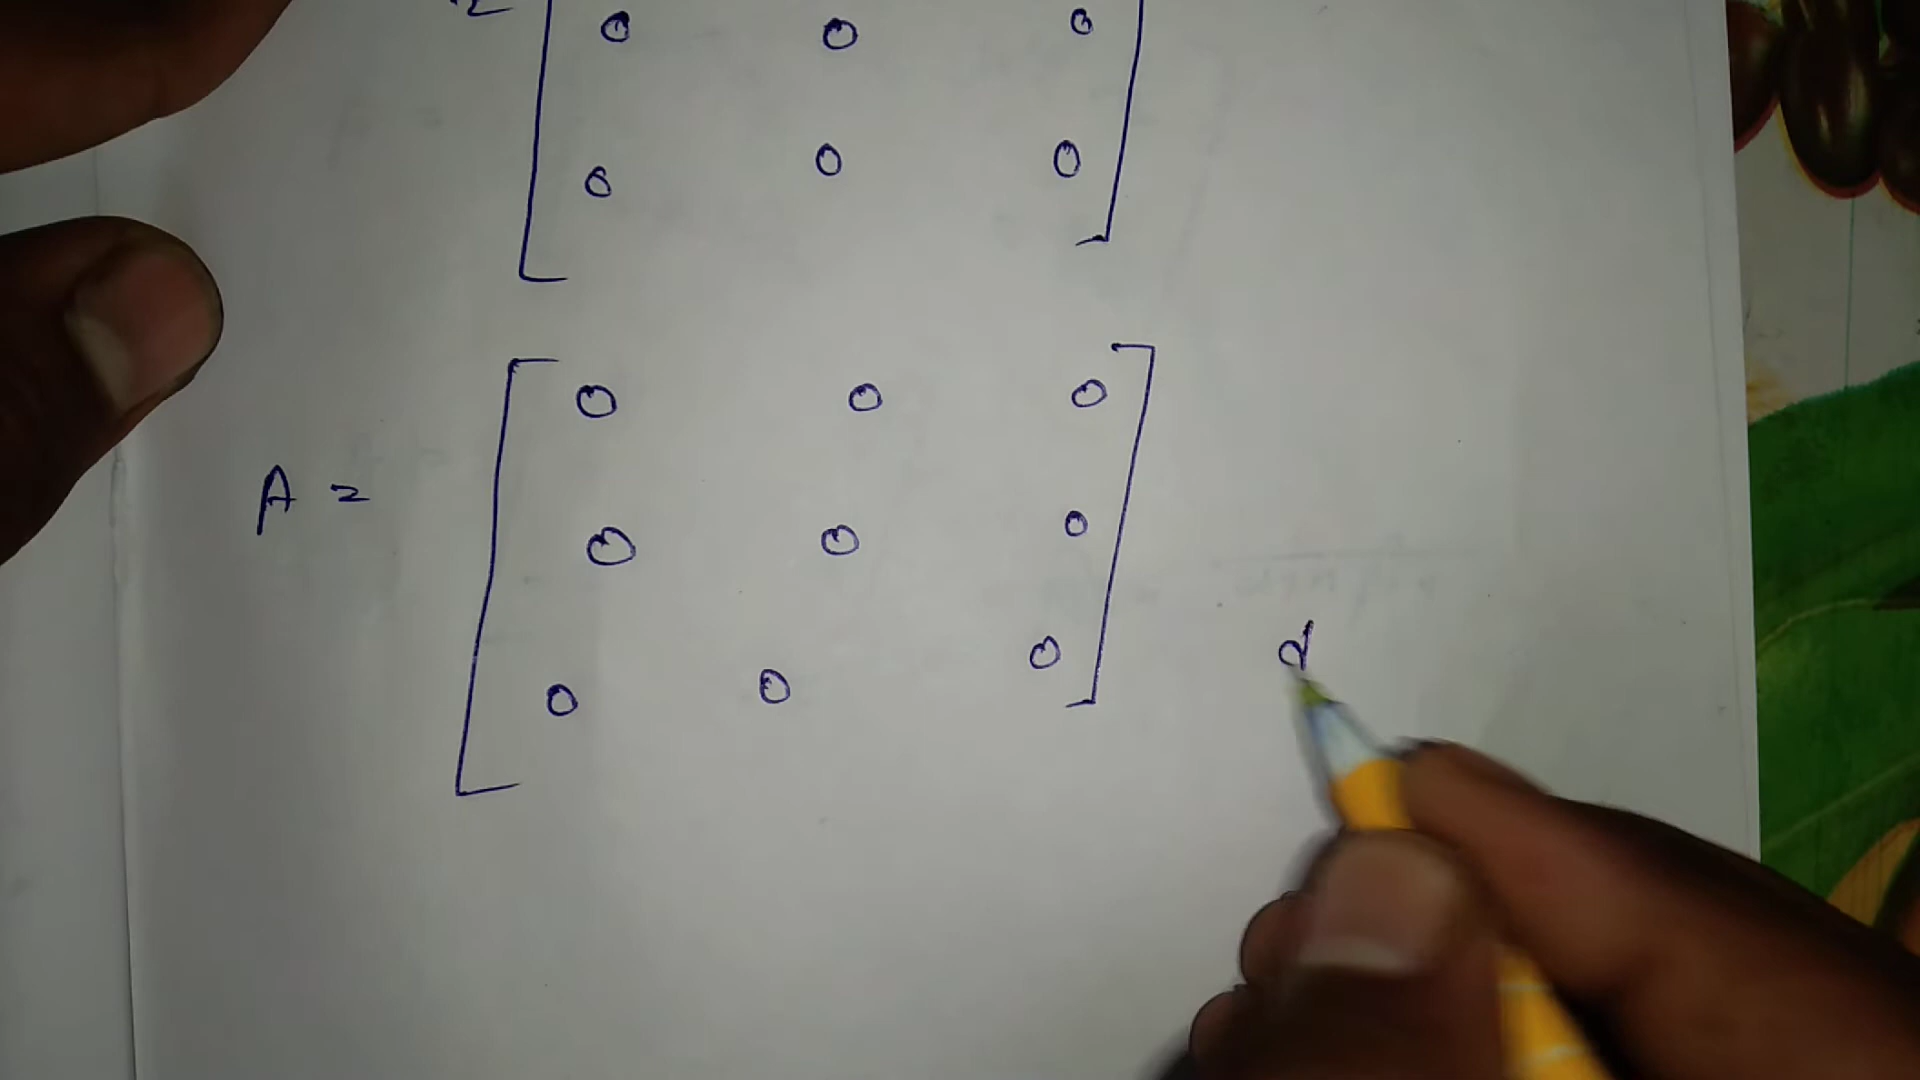 = [ 0 0 0
0 0 0 ]
[ 0 0 0 ]
A = 0 0 0
0 0 0